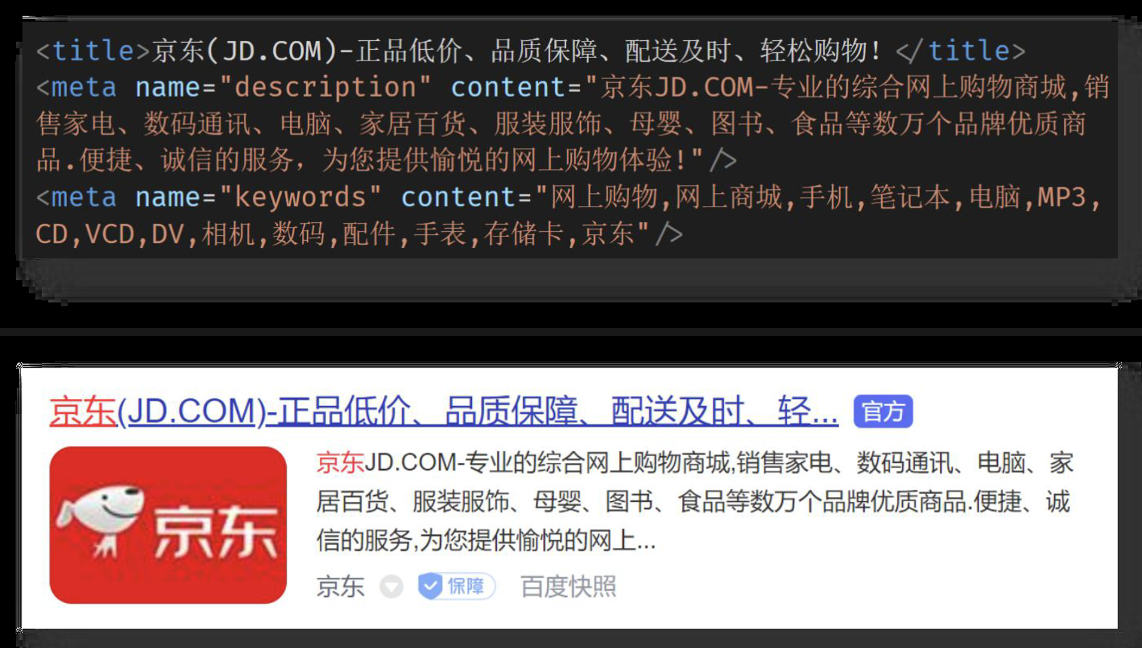 <title>京东(JD.COM)-正品低价、品质保障、配送及时、轻松购物！</title>
<meta name="description" content="京东JD.COM-专业的综合网上购物商城,销
售家电、数码通讯、电脑、家居百货、服装服饰、母婴、图书、食品等数万个品牌优质商
品.便捷、诚信的服务，为您提供愉悦的网上购物体验!"/>
<meta name="keywords" content="网上购物,网上商城,手机,笔记本,电脑,MP3,
CD,VCD,DV,相机,数码,配件,手表,存储卡,京东"/>
京东(JD.COM)-正品低价、品质保障、配送及时、轻... 官方
京东
京东JD.COM-专业的综合网上购物商城,销售家电、数码通讯、电脑、家
居百货、服装服饰、母婴、图书、食品等数万个品牌优质商品.便捷、诚
信的服务,为您提供愉悦的网上...
京东 保障 百度快照